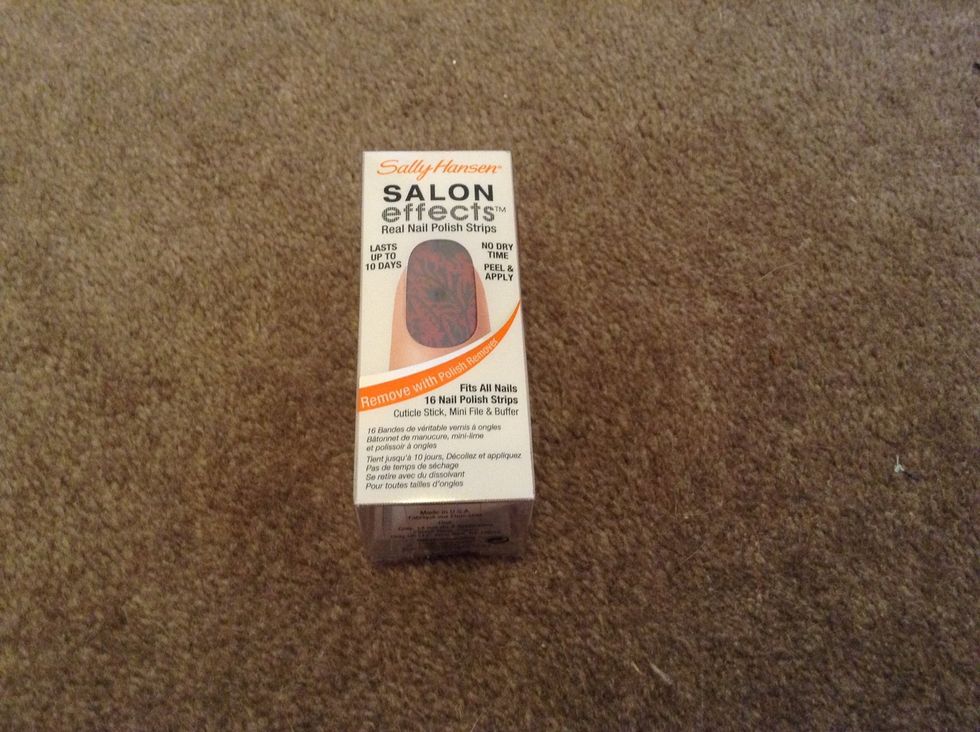 Sally Hansen®
SALON
effects™
Real Nail Polish Strips
LASTS
UP TO
10 DAYS
NO DRY
TIME
PEEL &
APPLY
Remove with Polish Remover
Fits All Nails
16 Nail Polish Strips
Cuticle Stick, Mini File & Buffer
16 Bandes de véritable vernis à ongles
Bâtonnet de manucure, mini-lime
et polissoir à ongles
Tient jusqu'à 10 jours, Décollez et appliquez
Pas de temps de séchage
Se retire avec du dissolvant
Pour toutes tailles d'ongles
Made in U.S.A.